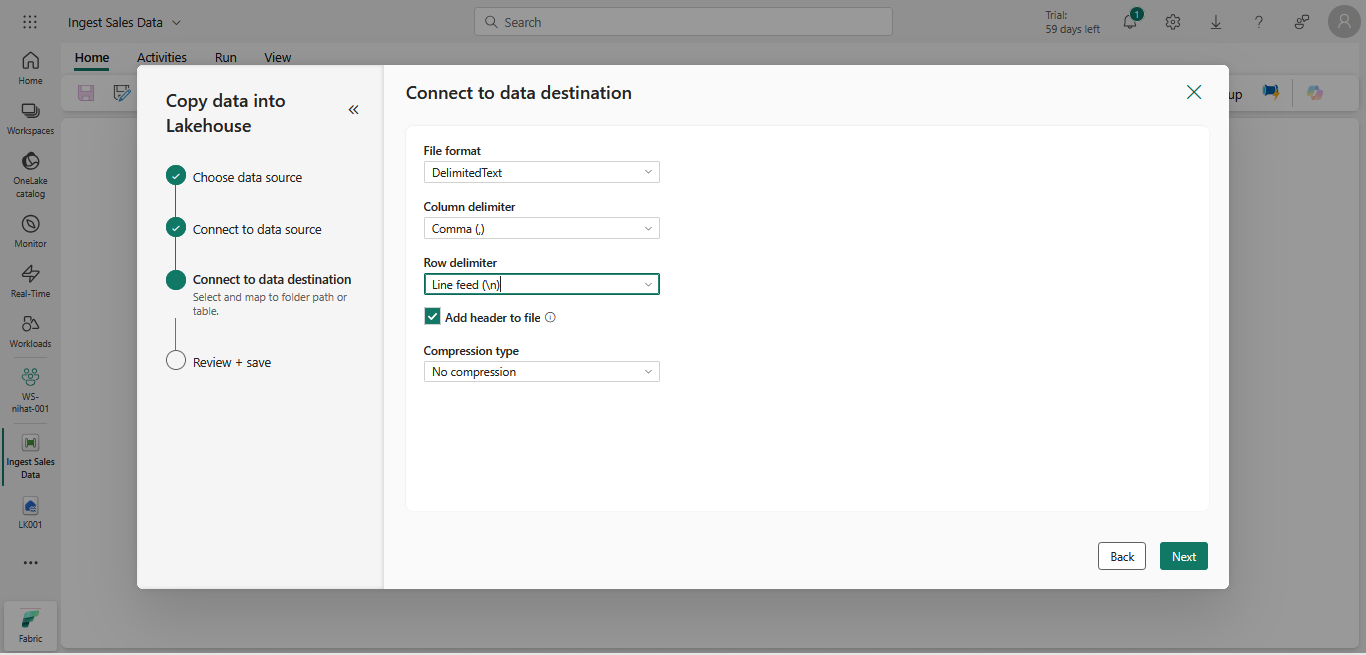 Ingest Sales Data
Search
Trial:
59 days left
1
Home
Activities
Run
View
Home
Workspaces
OneLake
catalog
Monitor
Real-Time
Workloads
WS-
nihat-001
Ingest Sales
Data
LK001
Fabric
up
Copy data into
Lakehouse
Choose data source
Connect to data source
Connect to data destination
Select and map to folder path or
table.
Review + save
Connect to data destination
File format
DelimitedText
Column delimiter
Comma (,)
Row delimiter
Line feed (\n)
Add header to file
Compression type
No compression
Back
Next